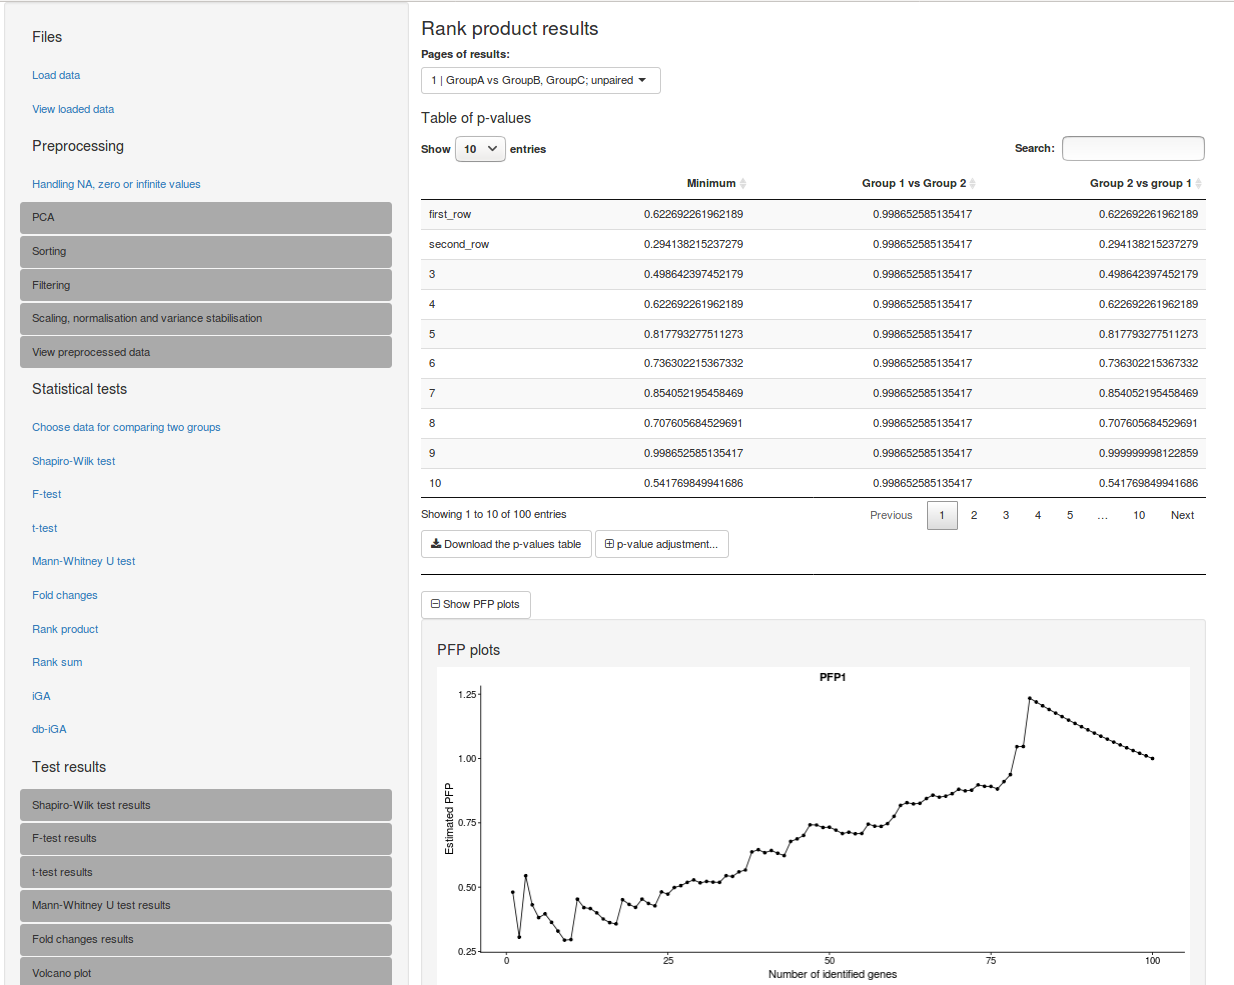 Files
Load data
View loaded data
Preprocessing
Handling NA, zero or infinite values
PCA
Sorting
Filtering
Scaling, normalisation and variance stabilisation
View preprocessed data
Statistical tests
Choose data for comparing two groups
Shapiro-Wilk test
F-test
t-test
Mann-Whitney U test
Fold changes
Rank product
Rank sum
iGA
db-iGA
Test results
Shapiro-Wilk test results
F-test results
t-test results
Mann-Whitney U test results
Fold changes results
Volcano plot
Rank product results
Pages of results:
1 | GroupA vs GroupB, GroupC; unpaired
Table of p-values
Show 10 entries Search:
Minimum Group 1 vs Group 2 Group 2 vs group 1
first_row 0.622692261962189 0.998652585135417 0.622692261962189
second_row 0.294138215237279 0.998652585135417 0.294138215237279
3 0.498642397452179 0.998652585135417 0.498642397452179
4 0.622692261962189 0.998652585135417 0.622692261962189
5 0.817793277511273 0.998652585135417 0.817793277511273
6 0.736302215367332 0.998652585135417 0.736302215367332
7 0.854052195458469 0.998652585135417 0.854052195458469
8 0.707605684529691 0.998652585135417 0.707605684529691
9 0.998652585135417 0.998652585135417 0.999999998122859
10 0.541769849941686 0.998652585135417 0.541769849941686
Showing 1 to 10 of 100 entries Previous 1 2 3 4 5 … 10 Next
Download the p-values table p-value adjustment...
Show PFP plots
PFP plots
PFP1
1.25
1.00
0.75
0.50
0.25
Estimated PFP
0 25 50 75 100
Number of identified genes